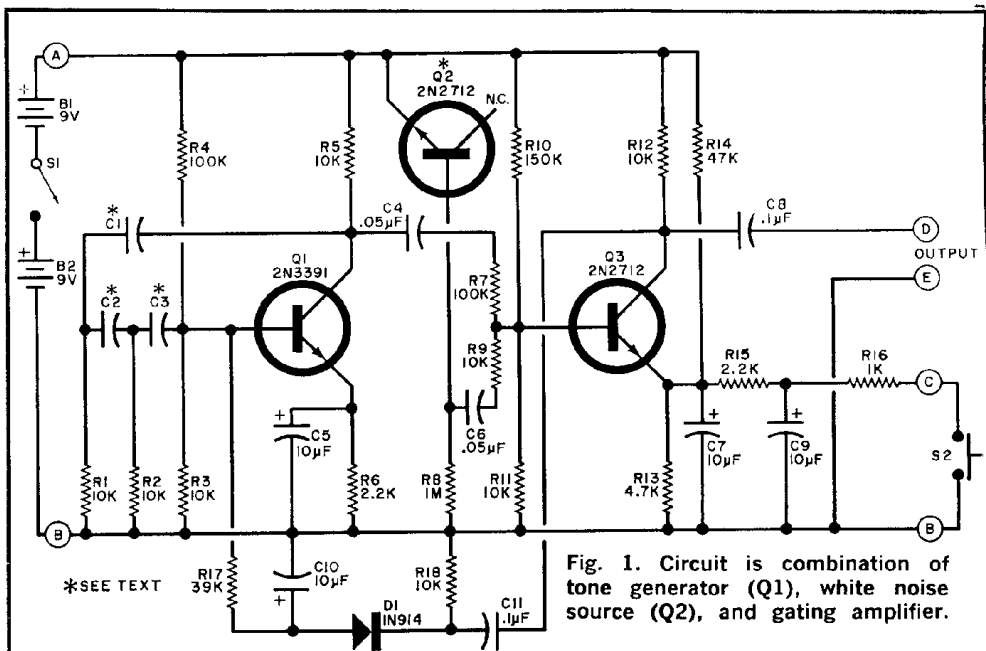 A
B1
9V
S1
B2
9V
B
R4
100K
R5
10K
*
Q2
2N2712
N.C.
R10
150K
R12
10K
R14
47K
*
C1
C4
.05µF
C8
.1µF
D
OUTPUT
E
Q1
2N3391
*
C2
*
C3
R7
100K
R9
10K
Q3
2N2712
R15
2.2K
R16
1K
C
C5
10µF
C6
.05µF
C7
10µF
C9
10µF
S2
R1
10K
R2
10K
R3
10K
R6
2.2K
R8
1M
R11
10K
R13
4.7K
B
*SEE TEXT
R17
39K
C10
10µF
R18
10K
D1
1N914
C11
.1µF
Fig. 1. Circuit is combination of
tone generator (Q1), white noise
source (Q2), and gating amplifier.